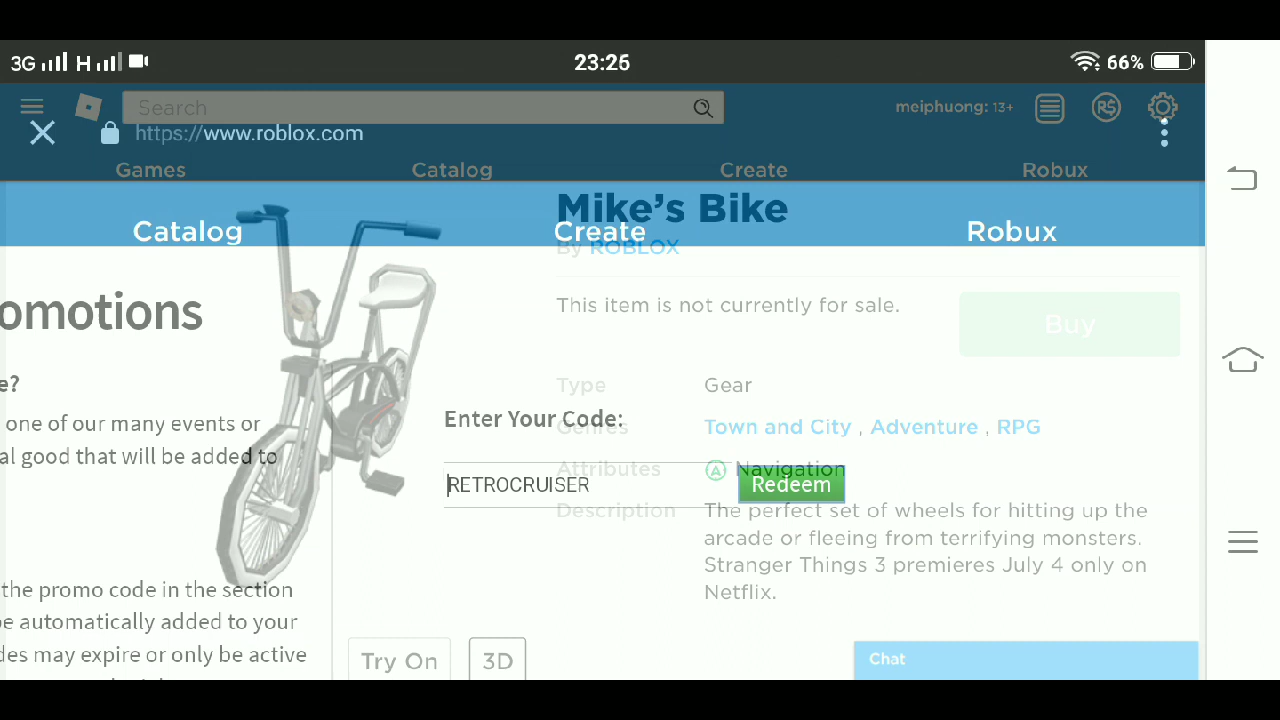 3G H 23:25 66%
Search
meiphuong: 13+
https://www.roblox.com
Games Catalog Create Robux
Mike's Bike
Catalog Create Robux
By ROBLOX
omotions
This item is not currently for sale.
Buy
e?
Type Gear
one of our many events or
Enter Your Code:
Genres Town and City , Adventure , RPG
al good that will be added to
Attributes Navigation
RETROCRUISER
Redeem
Description The perfect set of wheels for hitting up the
arcade or fleeing from terrifying monsters.
Stranger Things 3 premieres July 4 only on
Netflix.
the promo code in the section
be automatically added to your
des may expire or only be active
Try On 3D
Chat